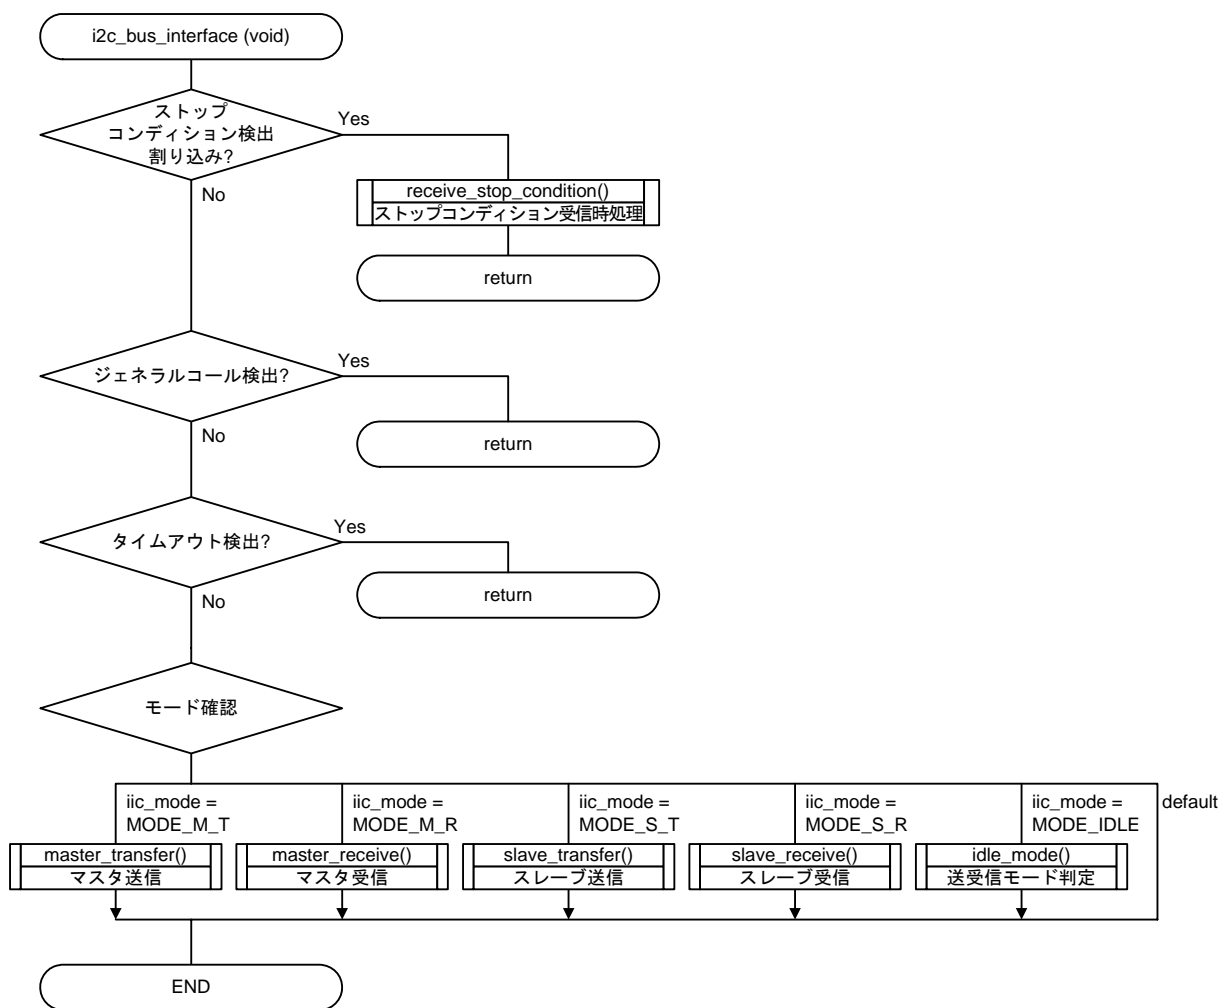 i2c_bus_interface (void)
ストップ
コンディション検出
割り込み?
Yes
No
receive_stop_condition()
ストップコンディション受信時処理
return
ジェネラルコール検出?
Yes
No
return
タイムアウト検出?
Yes
No
return
モード確認
iic_mode =
MODE_M_T
iic_mode =
MODE_M_R
iic_mode =
MODE_S_T
iic_mode =
MODE_S_R
iic_mode =
MODE_IDLE
default
master_transfer()
マスタ送信
master_receive()
マスタ受信
slave_transfer()
スレーブ送信
slave_receive()
スレーブ受信
idle_mode()
送受信モード判定
END